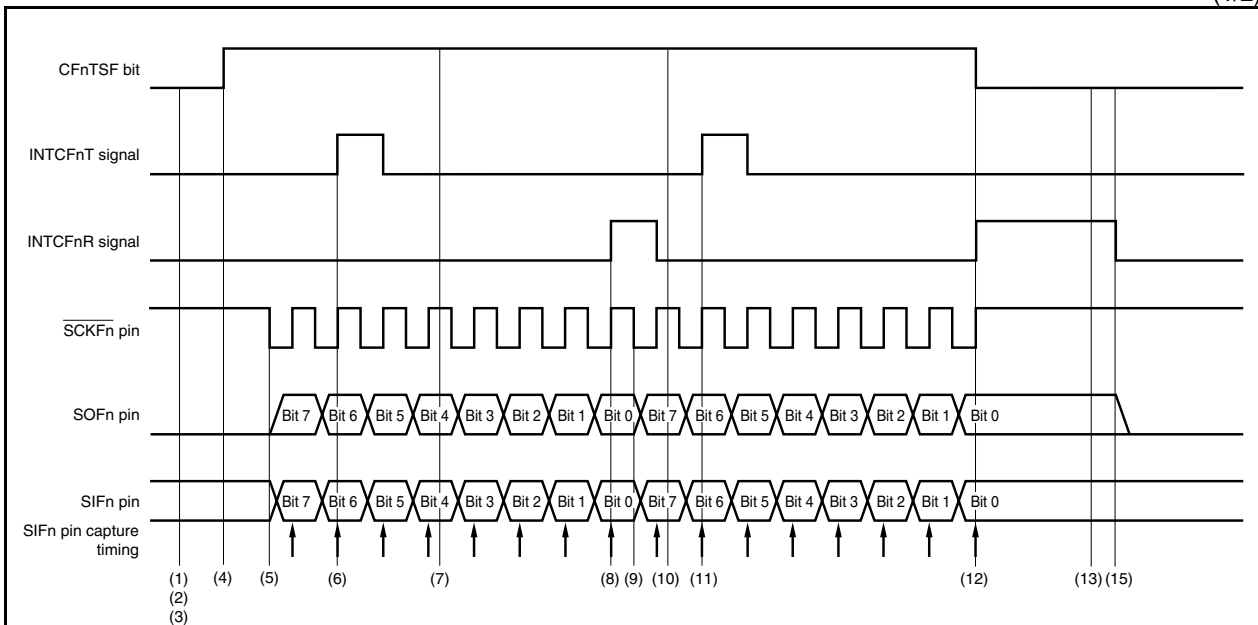 CFnTSF bit
INTCFnT signal
INTCFnR signal
SCKFn pin
SOFn pin
Bit 7 Bit 6 Bit 5 Bit 4 Bit 3 Bit 2 Bit 1 Bit 0 Bit 7 Bit 6 Bit 5 Bit 4 Bit 3 Bit 2 Bit 1 Bit 0
SIFn pin
Bit 7 Bit 6 Bit 5 Bit 4 Bit 3 Bit 2 Bit 1 Bit 0 Bit 7 Bit 6 Bit 5 Bit 4 Bit 3 Bit 2 Bit 1 Bit 0
SIFn pin capture
timing
(1) (4) (5) (6) (7) (8) (9) (10) (11) (12) (13) (15)
(2)
(3)